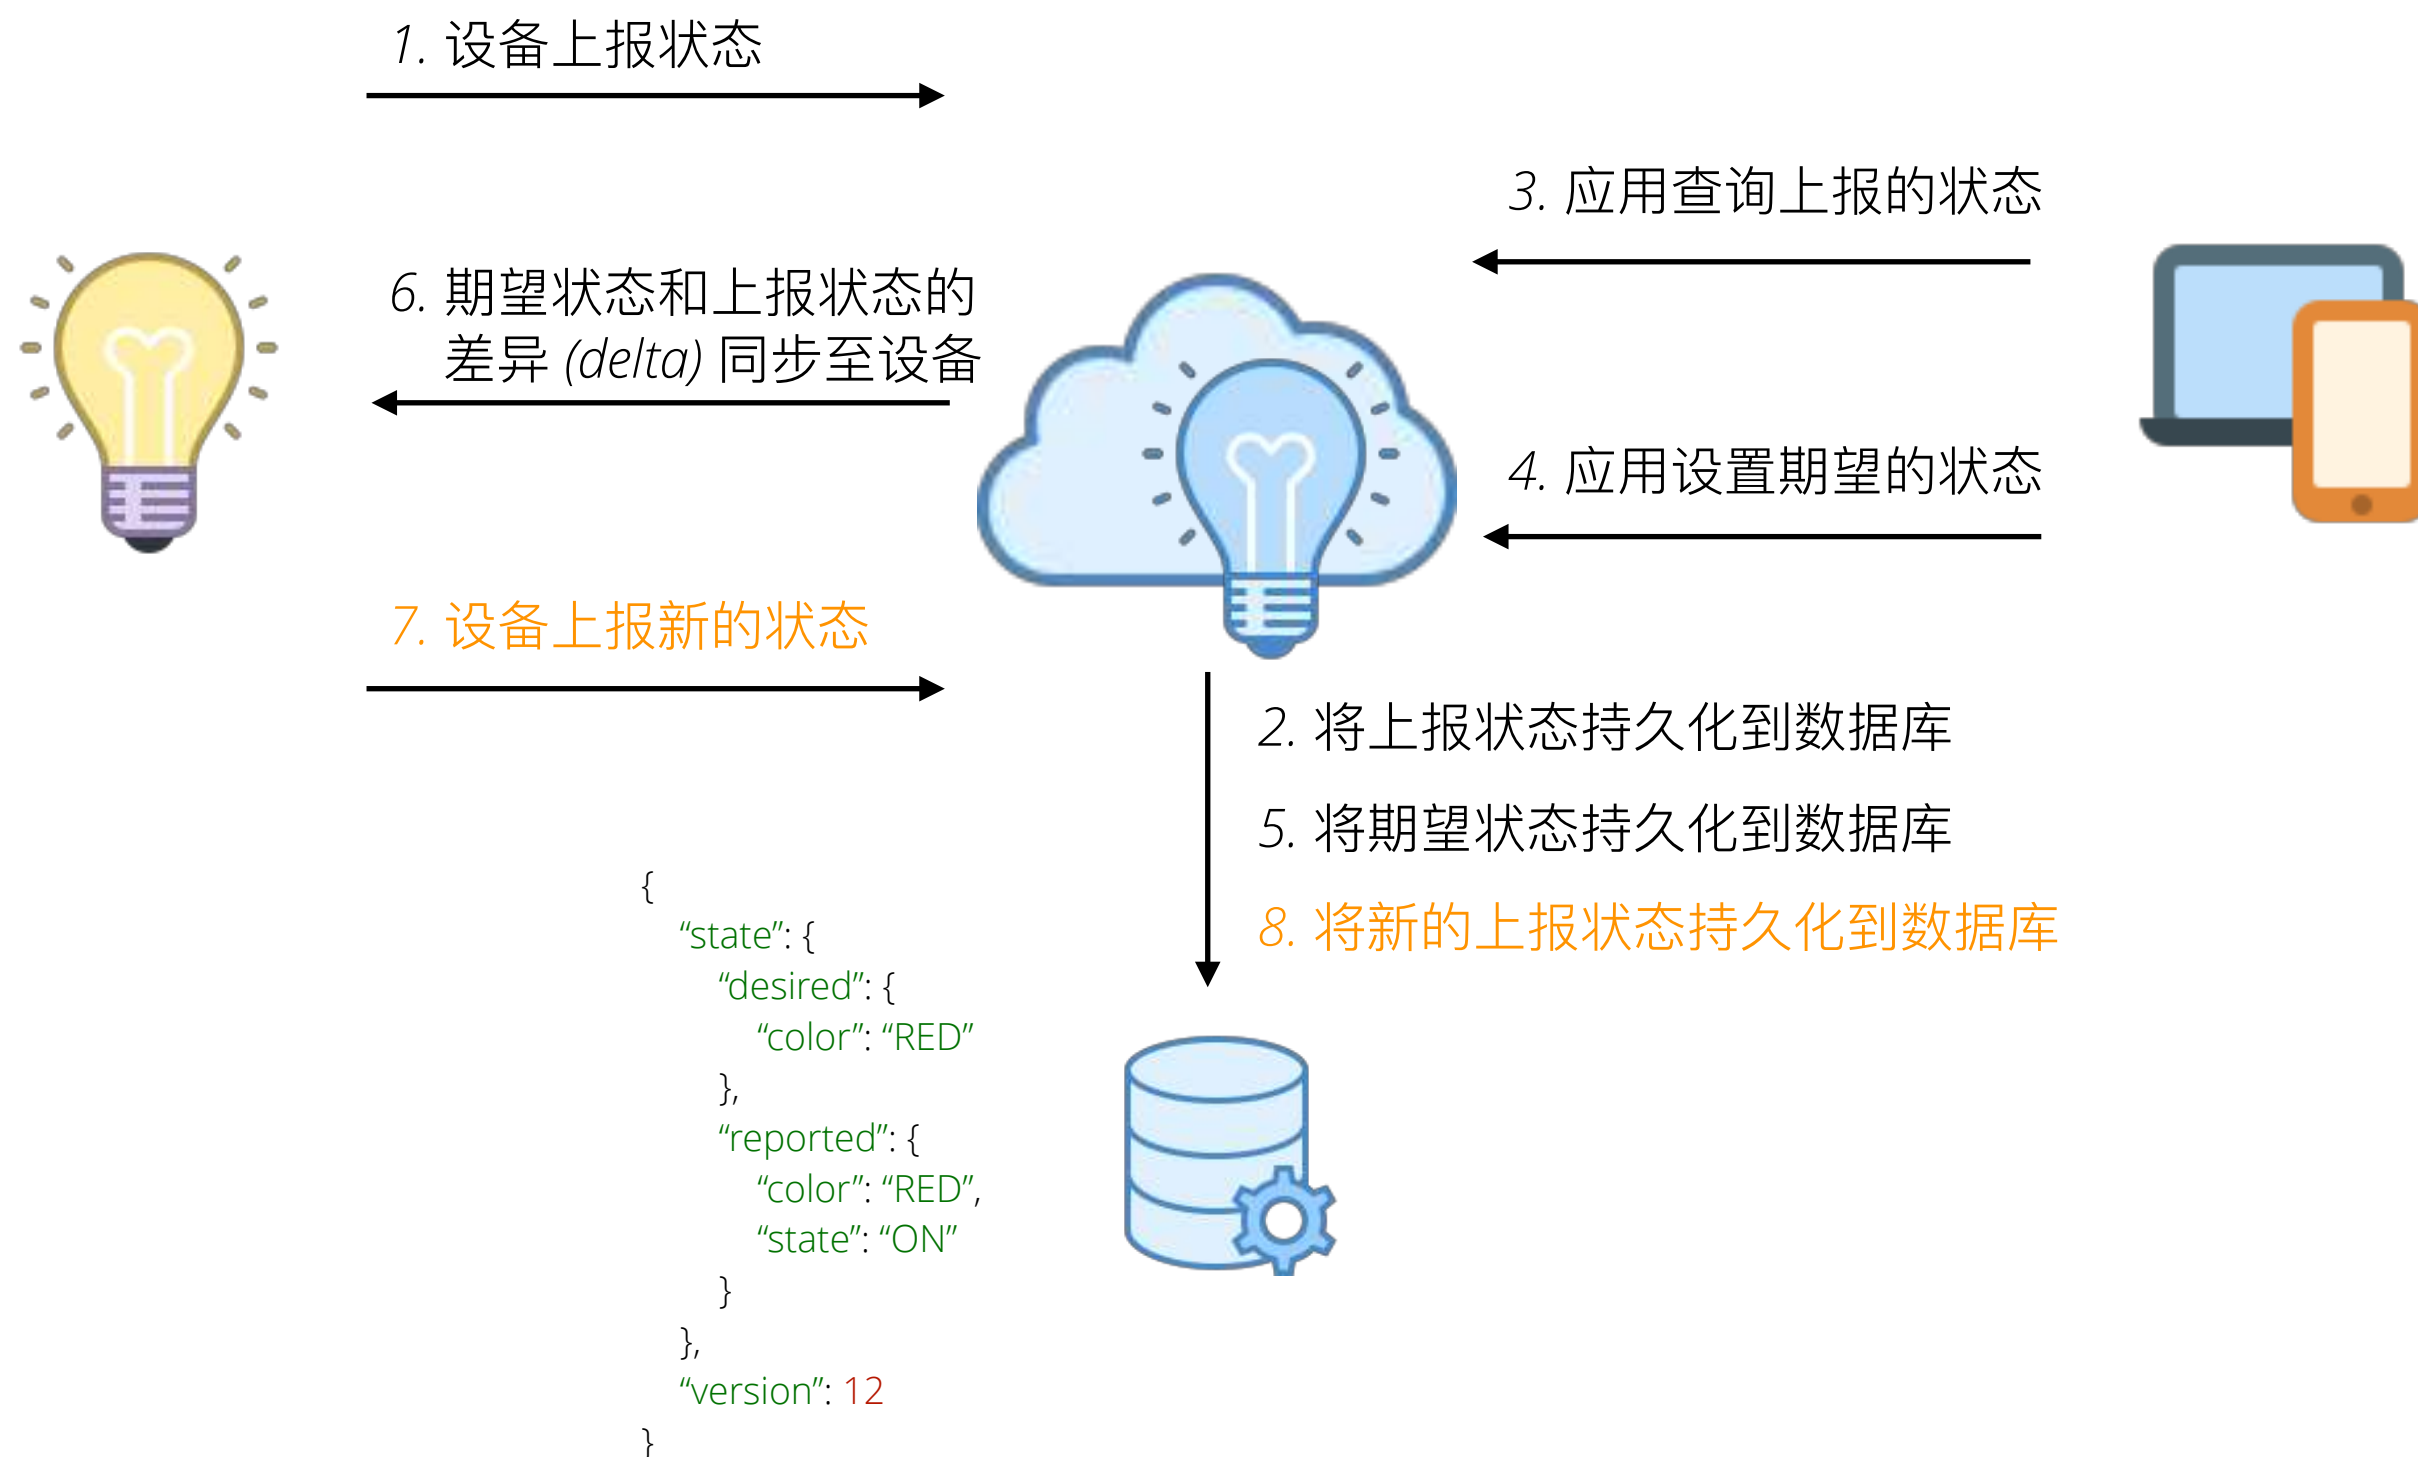 1. 设备上报状态
3. 应用查询上报的状态
6. 期望状态和上报状态的
差异 (delta) 同步至设备
4. 应用设置期望的状态
7. 设备上报新的状态
2. 将上报状态持久化到数据库
5. 将期望状态持久化到数据库
8. 将新的上报状态持久化到数据库
{
“state”: {
“desired”: {
“color”: “RED”
},
“reported”: {
“color”: “RED”,
“state”: “ON”
}
},
“version”: 12
}